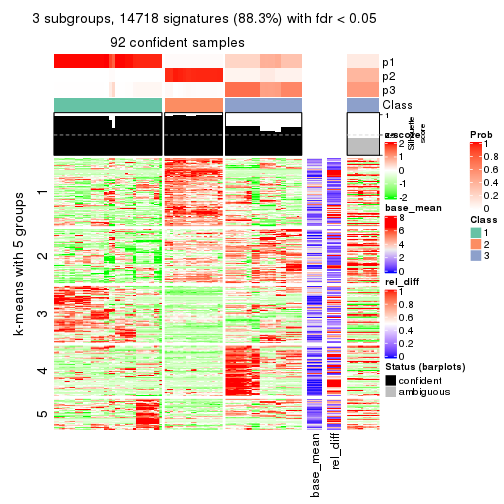 3 subgroups, 14718 signatures (88.3%) with fdr < 0.05
92 confident samples
p1
p2
p3
Class
1
Silhouette
score
k-means with 5 groups
1
2
3
4
5
base_mean
rel_diff
z-score
2
1
0
-1
-2
base_mean
8
6
4
2
0
rel_diff
1
0.8
0.6
0.4
0.2
0
Status (barplots)
confident
ambiguous
Prob
1
0.8
0.6
0.4
0.2
0
Class
1
2
3